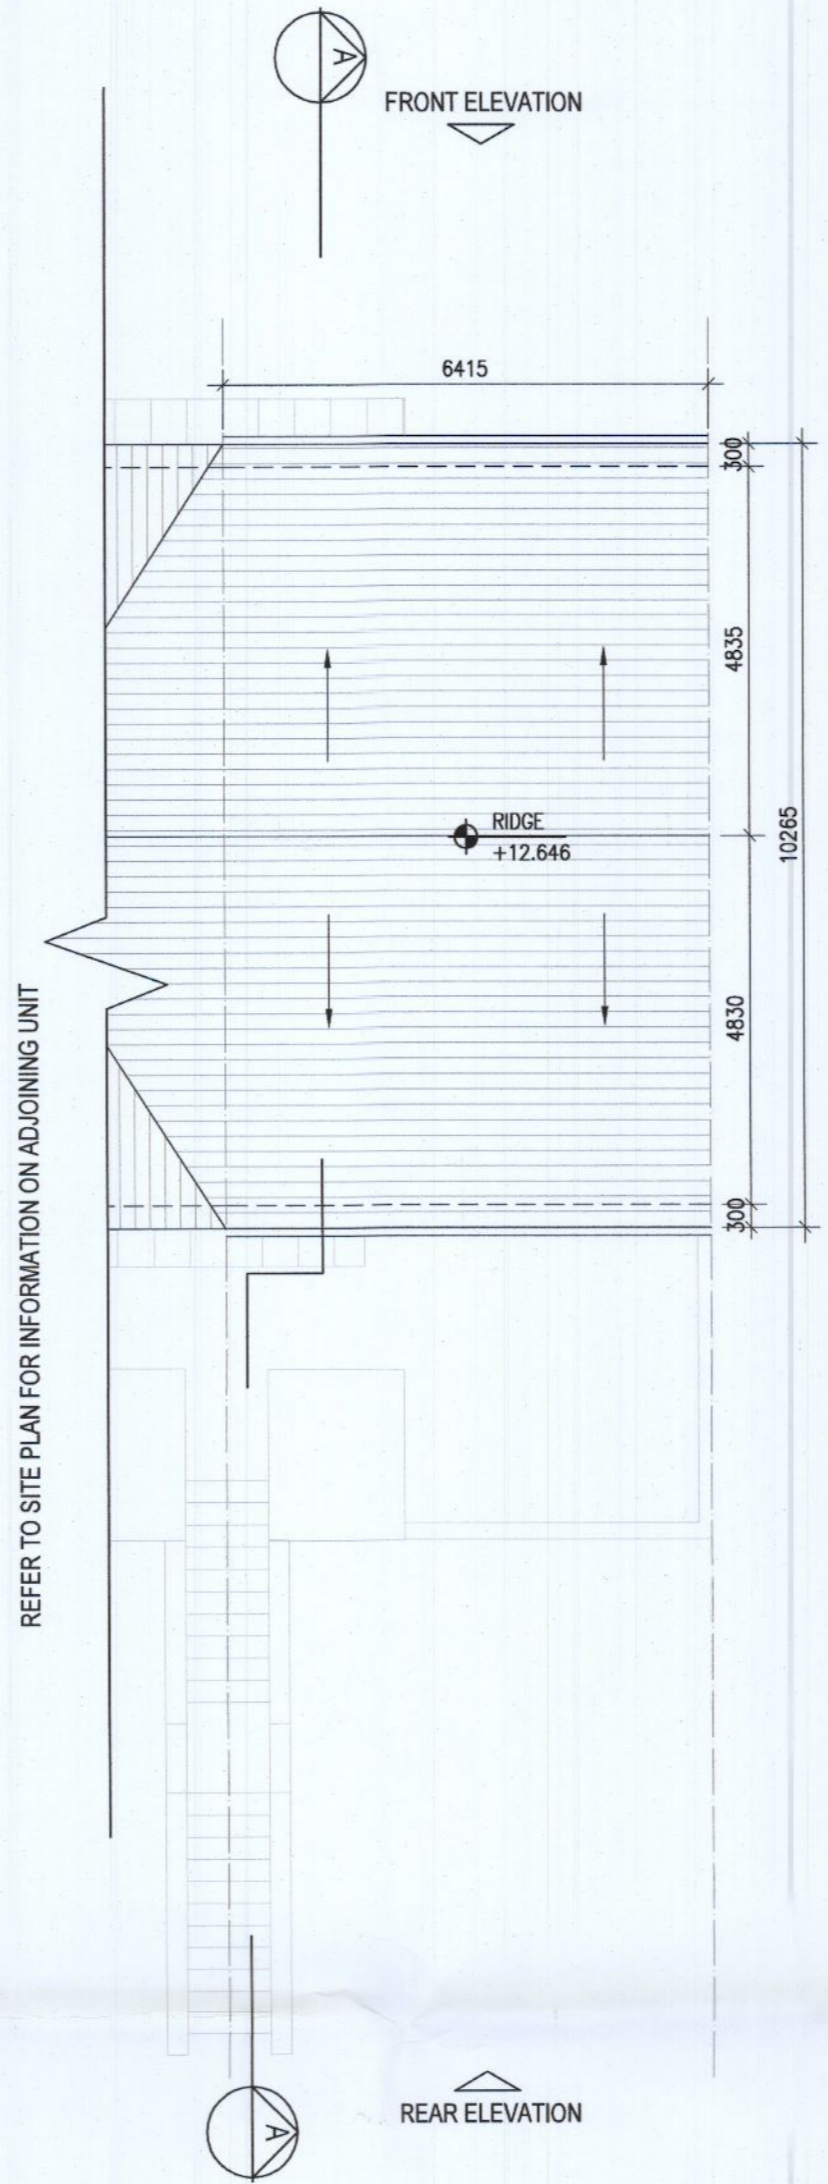 A
FRONT ELEVATION
6415
300
4835
RIDGE
+12.646
10265
4830
300
REFER TO SITE PLAN FOR INFORMATION ON ADJOINING UNIT
REAR ELEVATION
A